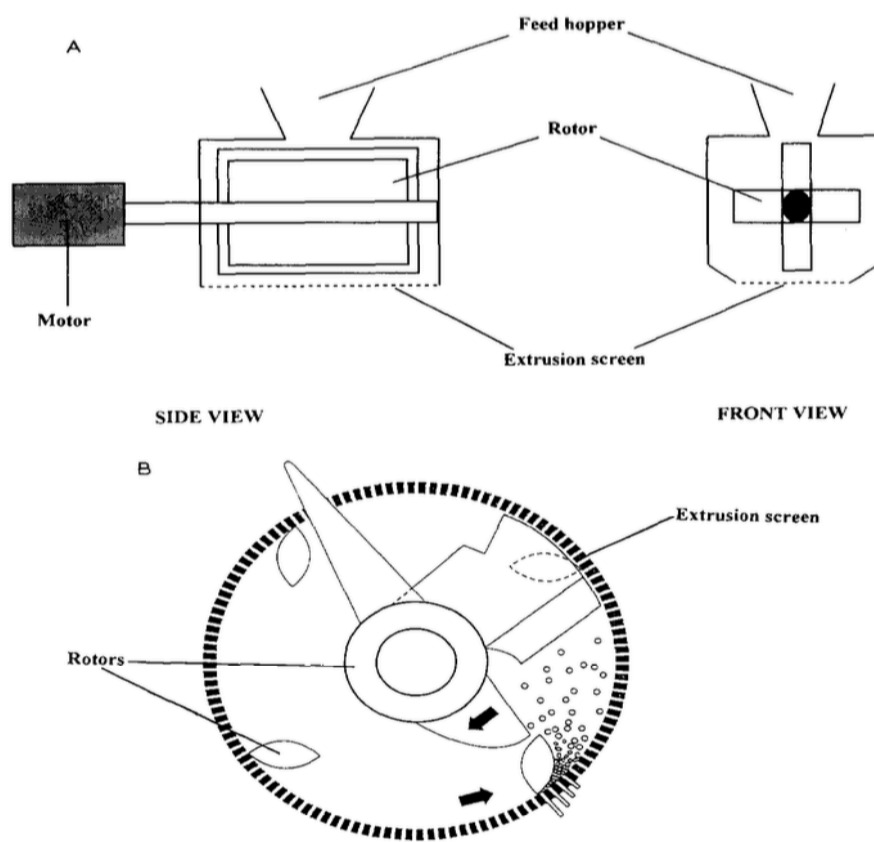 A
Feed hopper
Rotor
Motor
Extrusion screen
SIDE VIEW
FRONT VIEW
B
Extrusion screen
Rotors